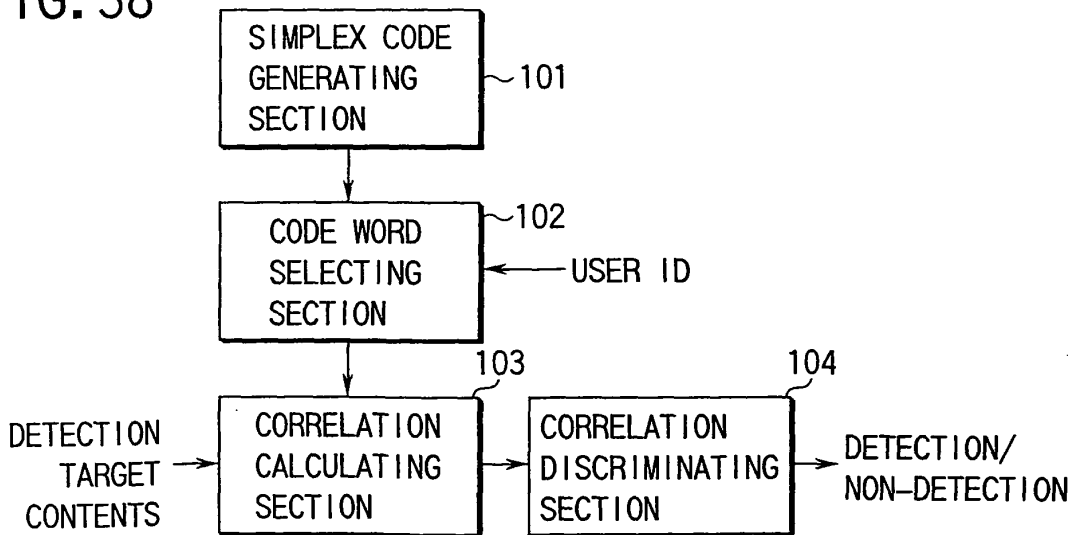 SIMPLEX CODE
GENERATING
SECTION
101
CODE WORD
SELECTING
SECTION
102
USER ID
DETECTION
TARGET
CONTENTS
CORRELATION
CALCULATING
SECTION
103
CORRELATION
DISCRIMINATING
SECTION
104
DETECTION/
NON-DETECTION